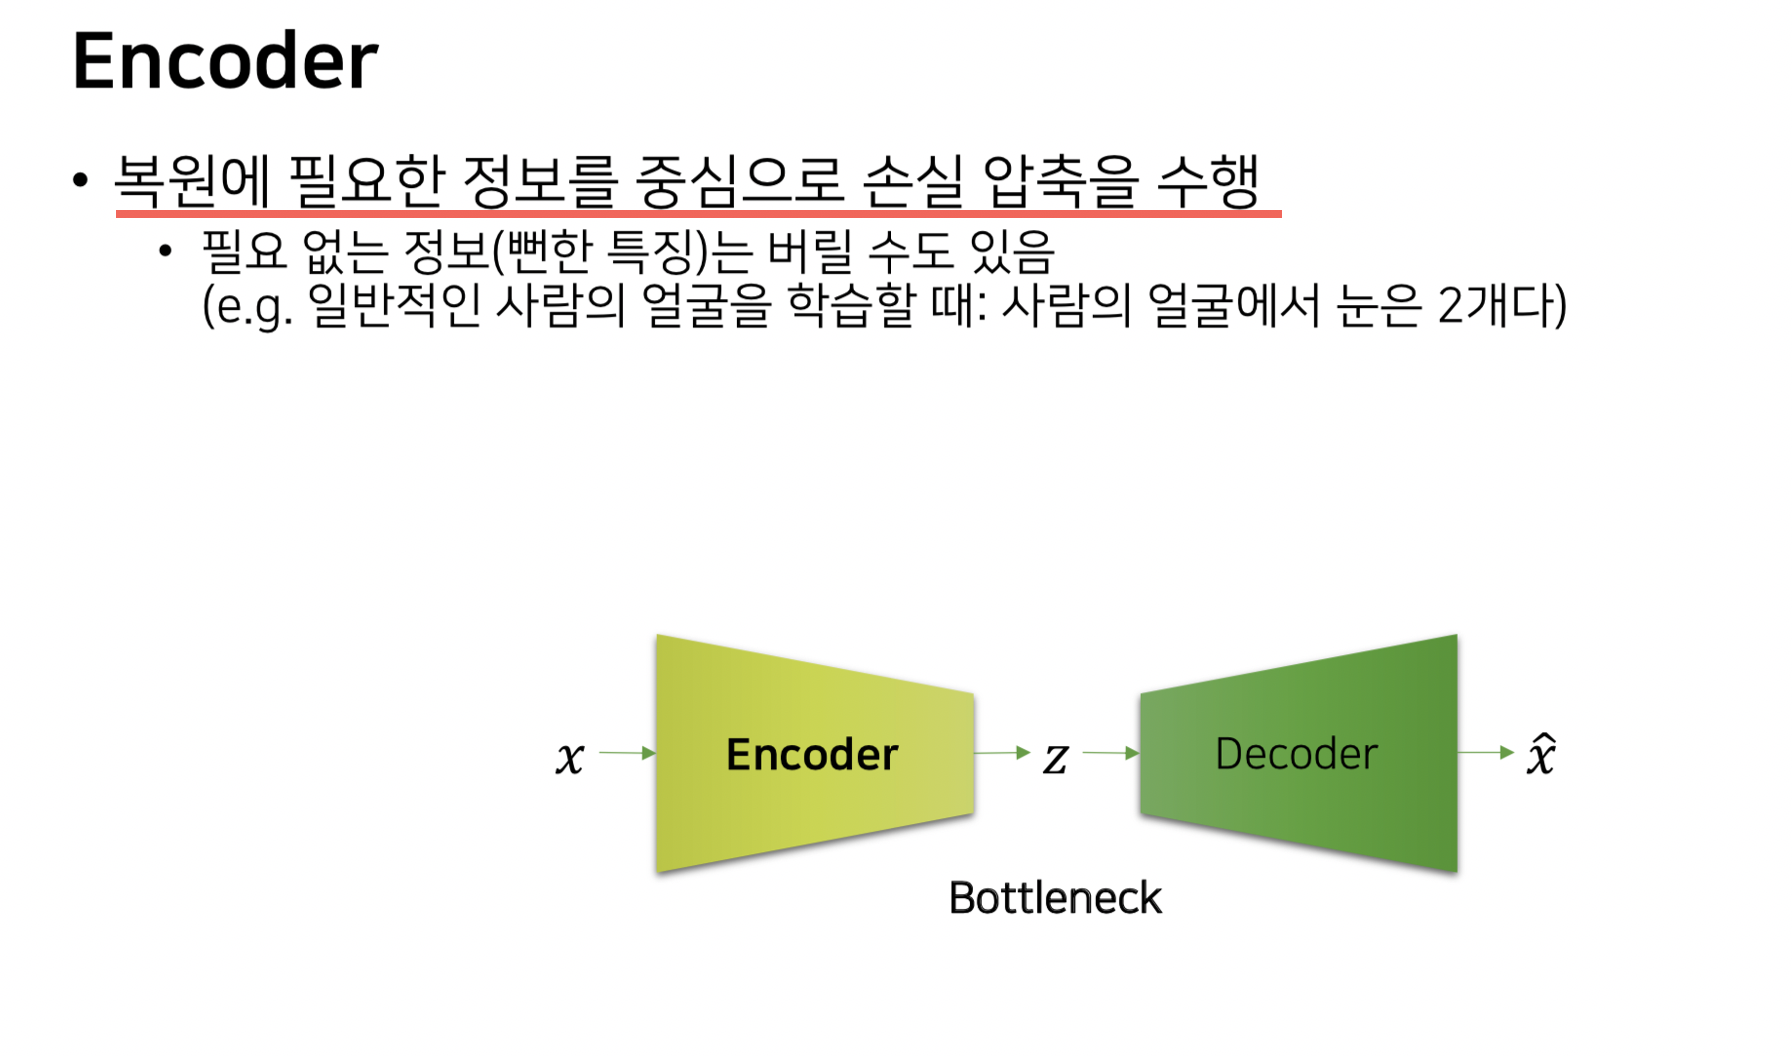 Encoder
• 복원에 필요한 정보를 중심으로 손실 압축을 수행
• 필요 없는 정보(뻔한 특징)는 버릴 수도 있음
(e.g. 일반적인 사람의 얼굴을 학습할 때: 사람의 얼굴에서 눈은 2개다)
x Encoder z Decoder x̂
Bottleneck